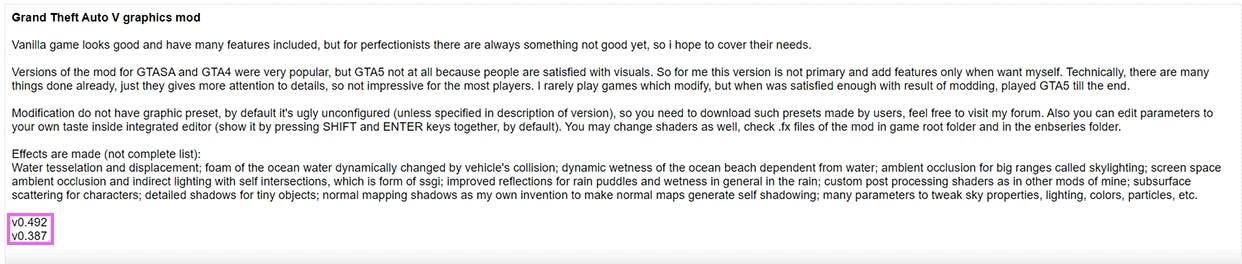 Grand Theft Auto V graphics mod
Vanilla game looks good and have many features included, but for perfectionists there are always something not good yet, so i hope to cover their needs.
Versions of the mod for GTASA and GTA4 were very popular, but GTA5 not at all because people are satisfied with visuals. So for me this version is not primary and add features only when want myself. Technically, there are many
things done already, just they gives more attention to details, so not impressive for the most players. I rarely play games which modify, but when was satisfied enough with result of modding, played GTA5 till the end.
Modification do not have graphic preset, by default it's ugly unconfigured (unless specified in description of version), so you need to download such presets made by users, feel free to visit my forum. Also you can edit parameters to
your own taste inside integrated editor (show it by pressing SHIFT and ENTER keys together, by default). You may change shaders as well, check .fx files of the mod in game root folder and in the enbseries folder.
Effects are made (not complete list):
Water tesselation and displacement; foam of the ocean water dynamically changed by vehicle's collision; dynamic wetness of the ocean beach dependent from water; ambient occlusion for big ranges called skylighting; screen space
ambient occlusion and indirect lighting with self intersections, which is form of ssgi; improved reflections for rain puddles and wetness in general in the rain; custom post processing shaders as in other mods of mine; subsurface
scattering for characters; detailed shadows for tiny objects; normal mapping shadows as my own invention to make normal maps generate self shadowing; many parameters to tweak sky properties, lighting, colors, particles, etc.
v0.492
v0.387